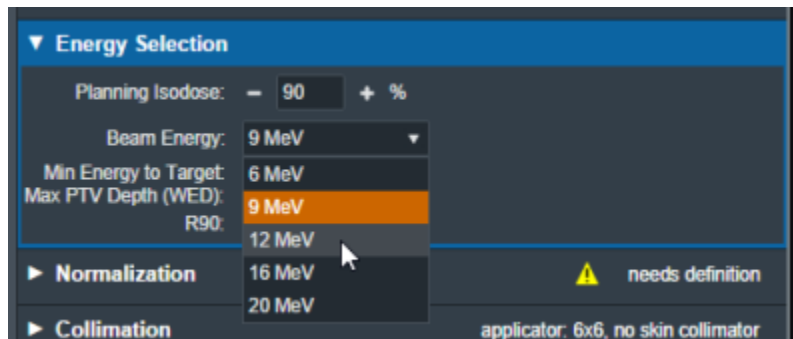 ▼ Energy Selection
Planning Isodose: − 90 + %
Beam Energy: 9 MeV ▼
Min Energy to Target: 6 MeV
Max PTV Depth (WED): 9 MeV
R90:
12 MeV
16 MeV
20 MeV
► Normalization needs definition
► Collimation applicator: 6x6, no skin collimator